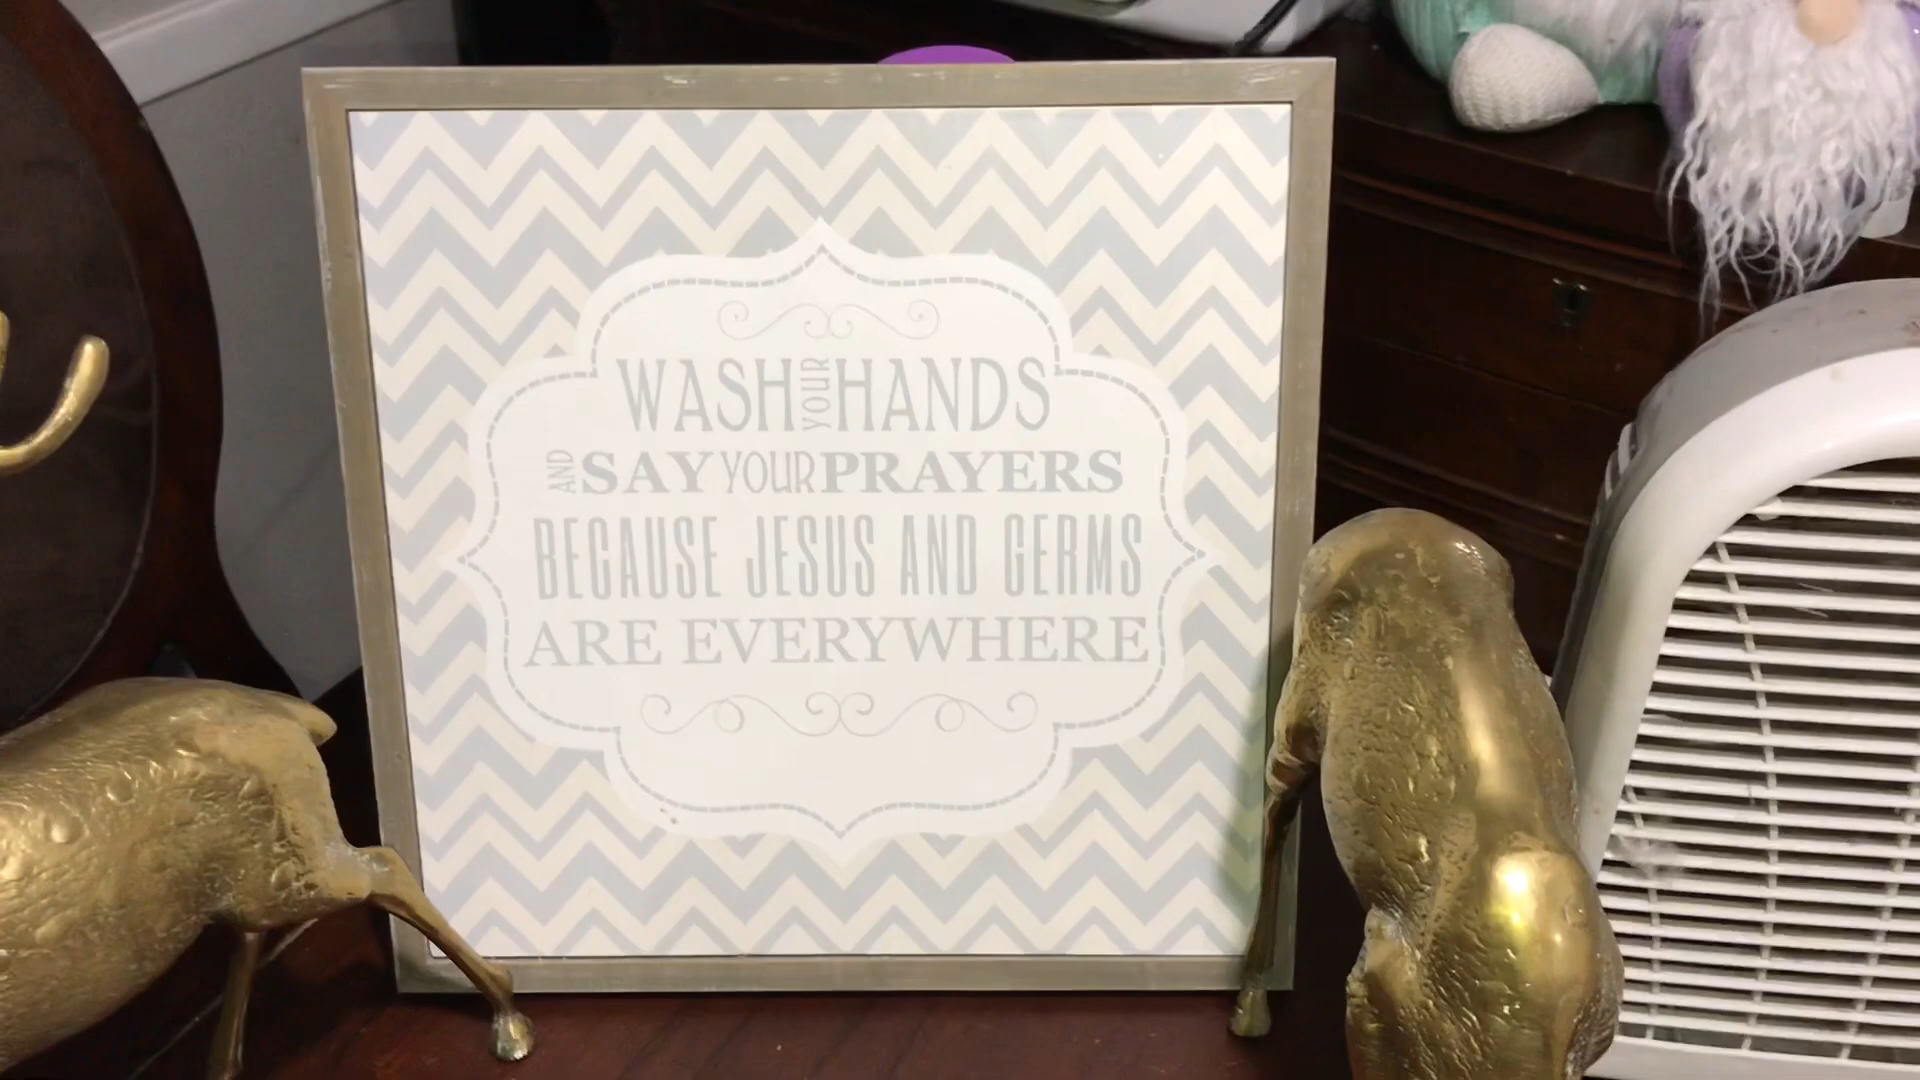 WASH YOUR HANDS
AND SAY YOUR PRAYERS
BECAUSE JESUS AND GERMS
ARE EVERYWHERE